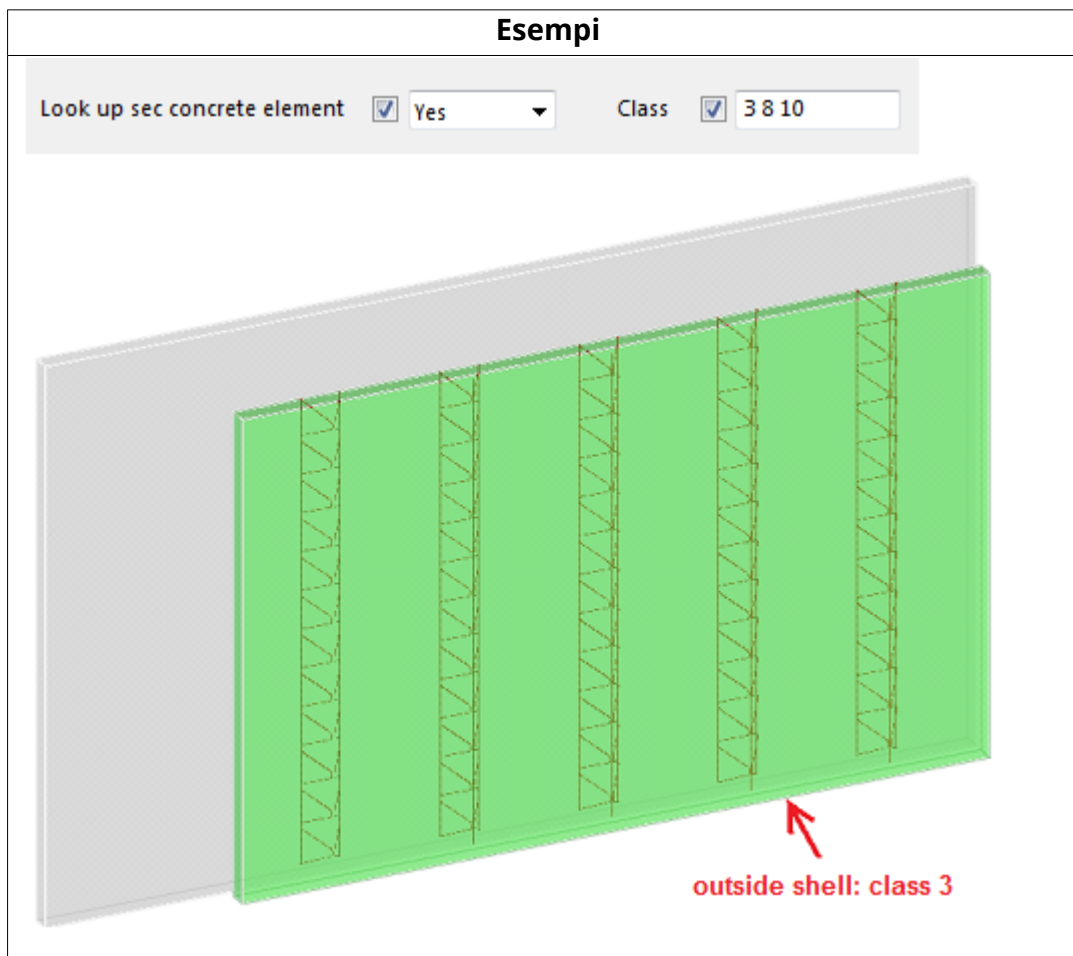 Esempi
Look up sec concrete element Yes Class 3 8 10
outside shell: class 3